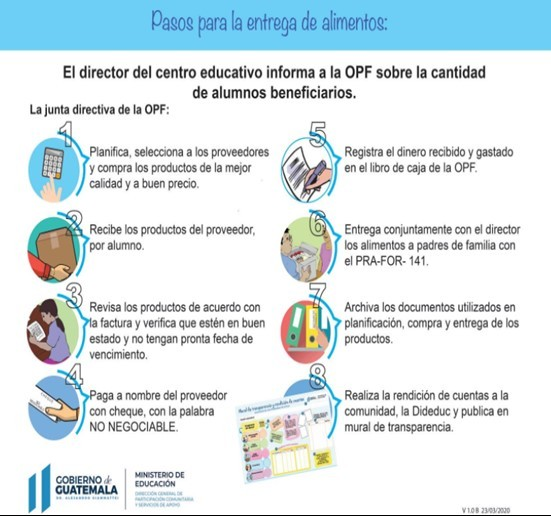 Pasos para la entrega de alimentos:
El director del centro educativo informa a la OPF sobre la cantidad
de alumnos beneficiarios.
La junta directiva de la OPF:
1
Planifica, selecciona a los proveedores
y compra los productos de la mejor
calidad y a buen precio.
2
Recibe los productos del proveedor,
por alumno.
3
Revisa los productos de acuerdo con
la factura y verifica que estén en buen
estado y no tengan pronta fecha de
vencimiento.
4
Paga a nombre del proveedor
con cheque, con la palabra
NO NEGOCIABLE.
5
Registra el dinero recibido y gastado
en el libro de caja de la OPF.
6
Entrega conjuntamente con el director
los alimentos a padres de familia con
el PRA-FOR- 141.
7
Archiva los documentos utilizados en
planificación, compra y entrega de los
productos.
8
Realiza la rendición de cuentas a la
comunidad, la Dideduc y publica en
mural de transparencia.
GOBIERNO de
GUATEMALA
DR. ALEJANDRO GIAMMATTEI
MINISTERIO DE
EDUCACIÓN
DIRECCIÓN GENERAL DE
PARTICIPACIÓN COMUNITARIA
Y SERVICIOS DE APOYO
V 1.0 B 23/03/2020